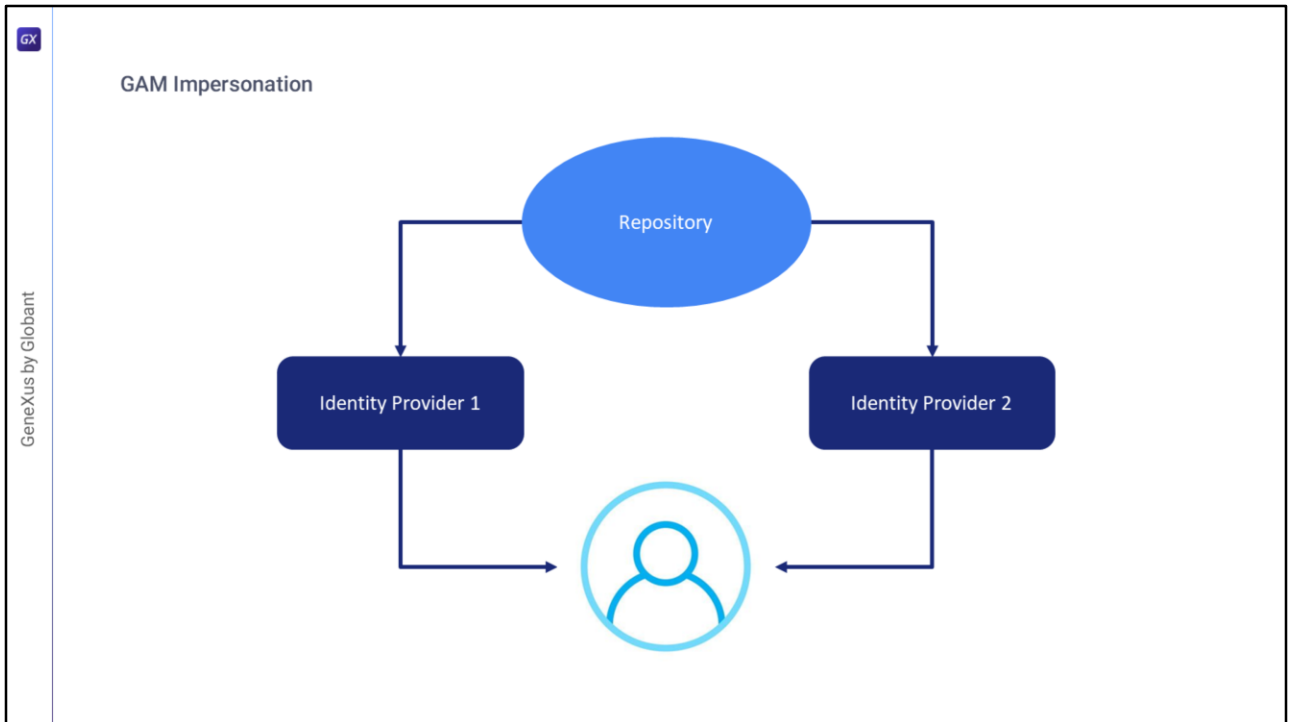 GX
GAM Impersonation
Repository
Identity Provider 1
Identity Provider 2
GeneXus by Globant